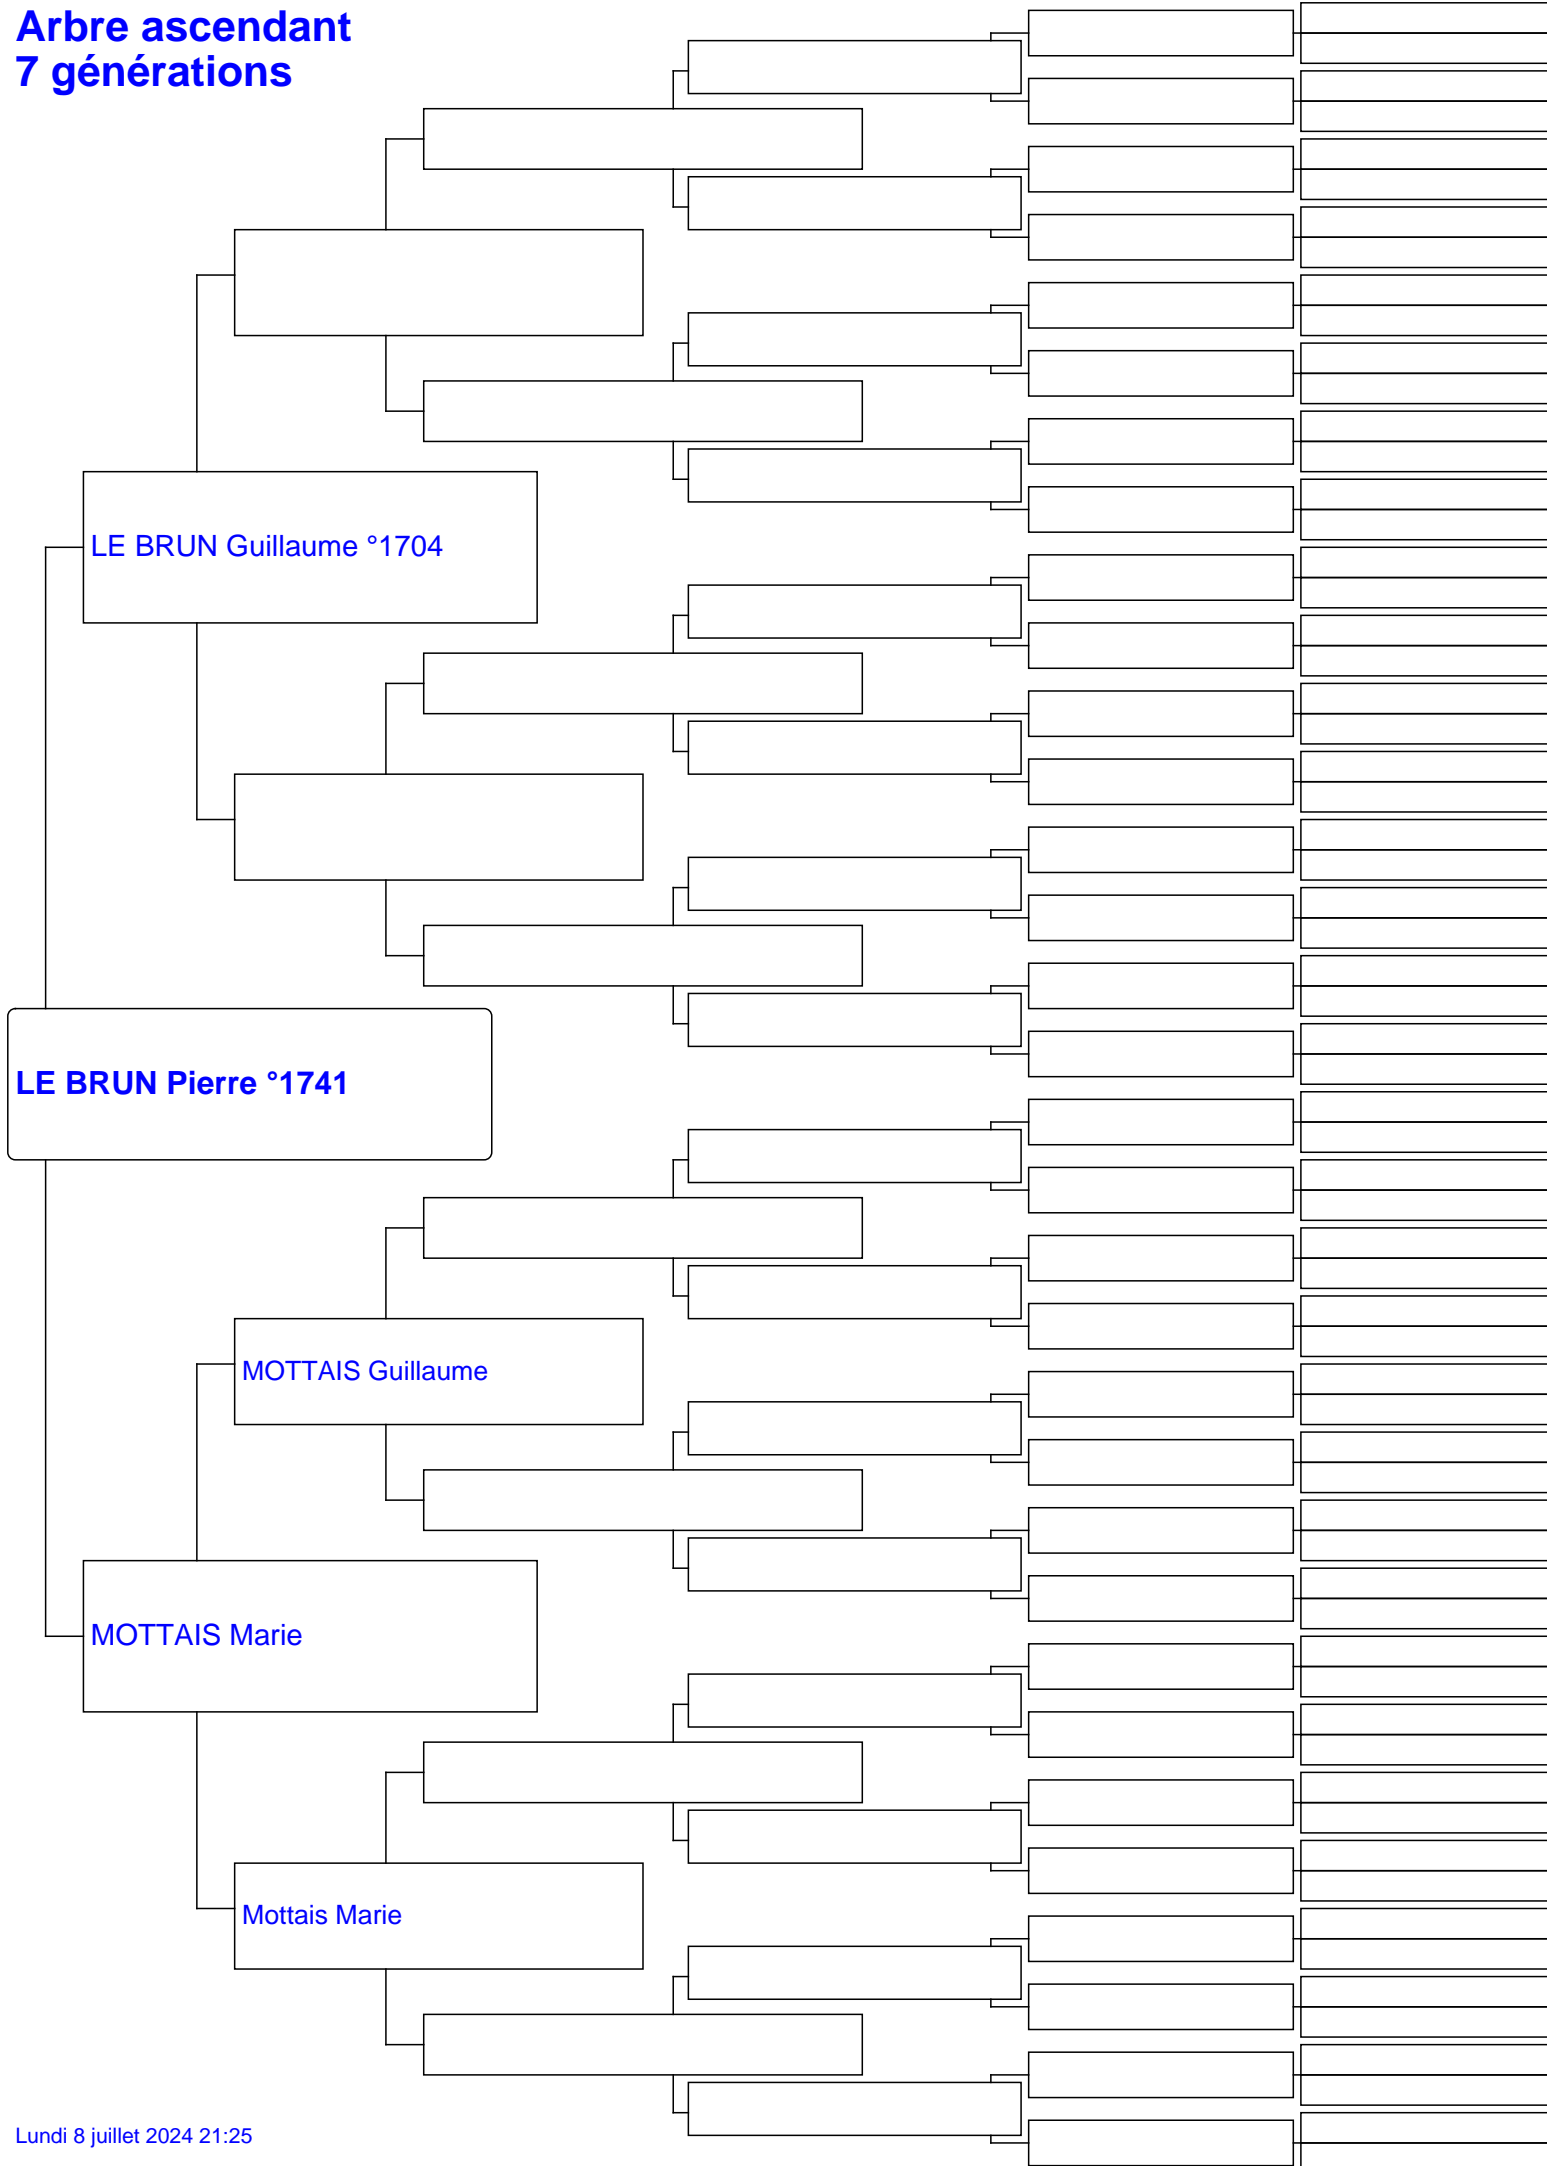 Arbre ascendant
7 générations
LE BRUN Guillaume °1704
LE BRUN Pierre °1741
MOTTAIS Guillaume
MOTTAIS Marie
Mottais Marie
Lundi 8 juillet 2024 21:25